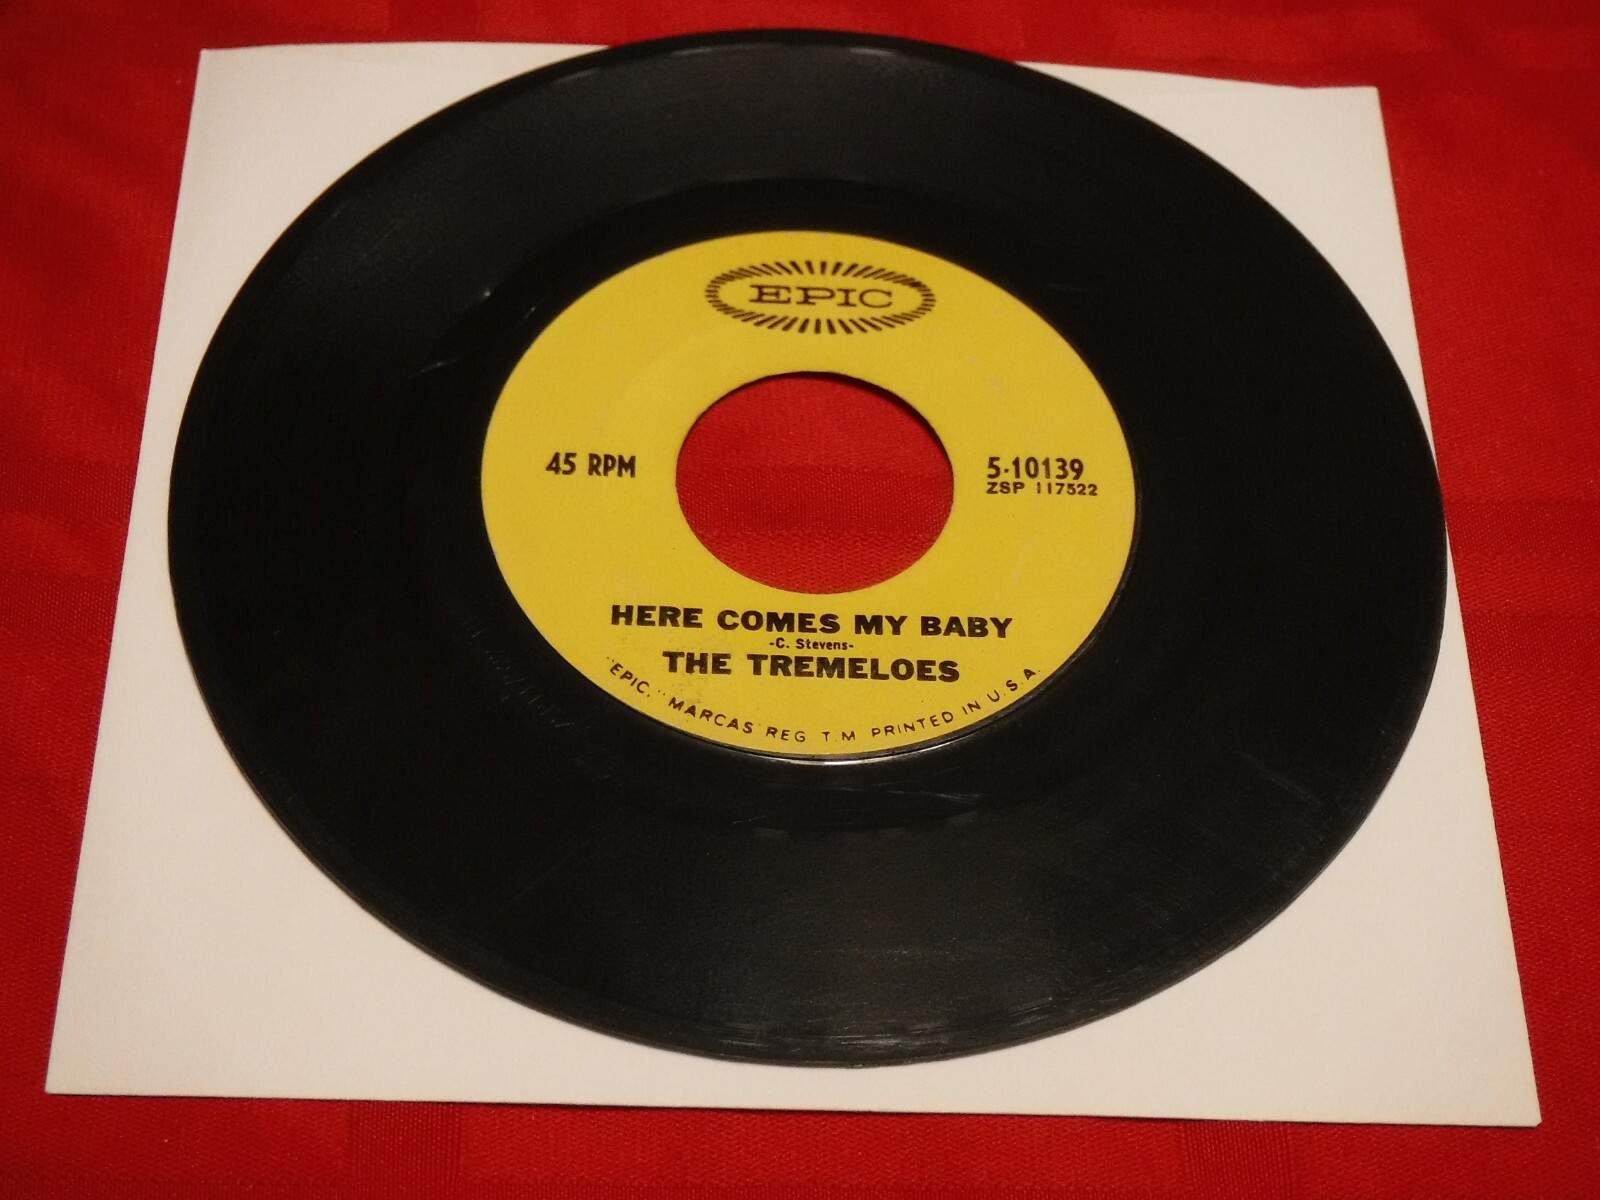 EPIC
45 RPM
5-10139
ZSP 117522
HERE COMES MY BABY
-C. Stevens-
THE TREMELOES
"EPIC," MARCAS REG T.M PRINTED IN U.S.A.